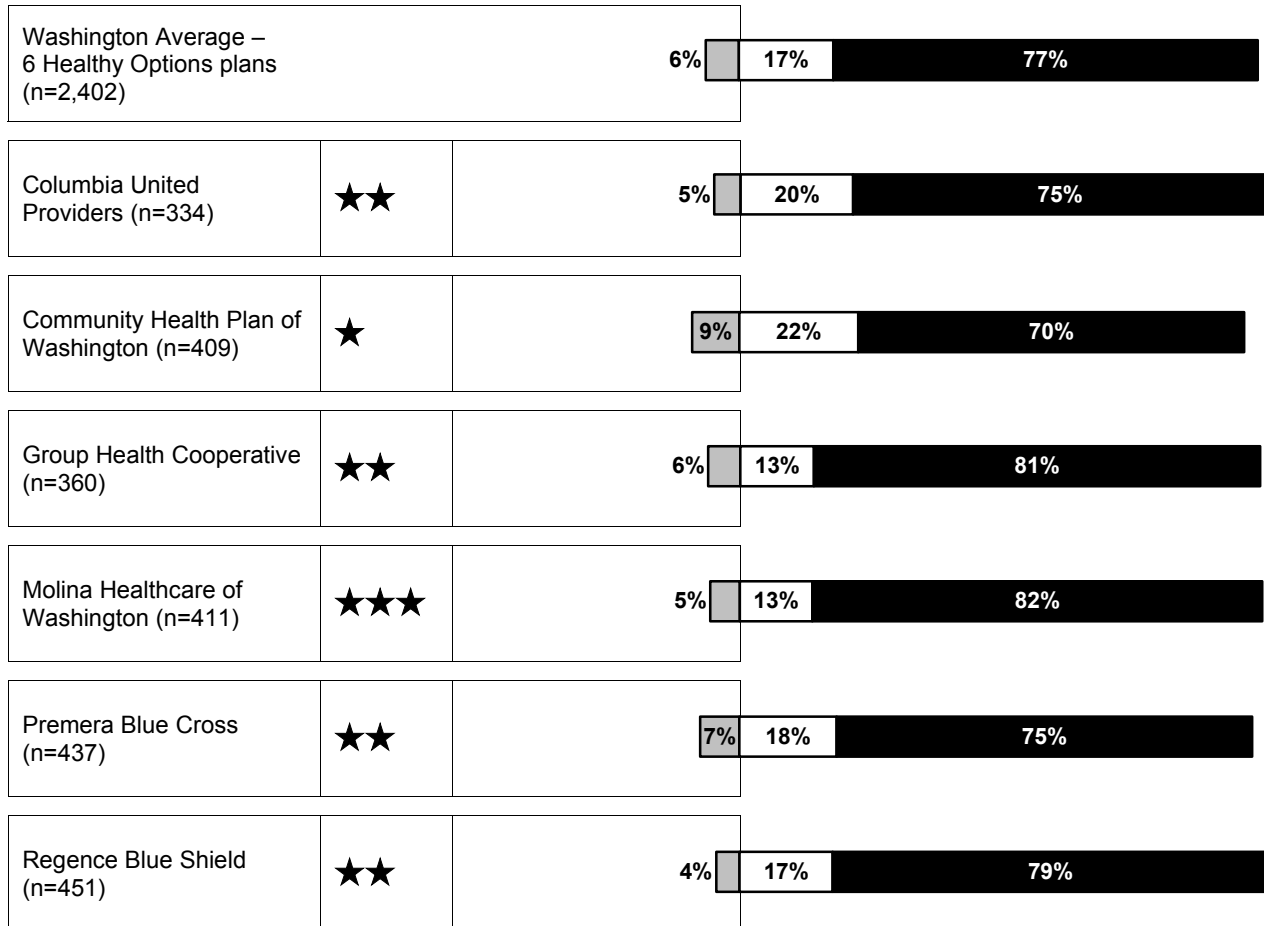 Washington Average –
6 Healthy Options plans
(n=2,402)
6% 17% 77%
Columbia United
Providers (n=334)
★★
5% 20% 75%
Community Health Plan of
Washington (n=409)
★
9% 22% 70%
Group Health Cooperative
(n=360)
★★
6% 13% 81%
Molina Healthcare of
Washington (n=411)
★★★
5% 13% 82%
Premera Blue Cross
(n=437)
★★
7% 18% 75%
Regence Blue Shield
(n=451)
★★
4% 17% 79%